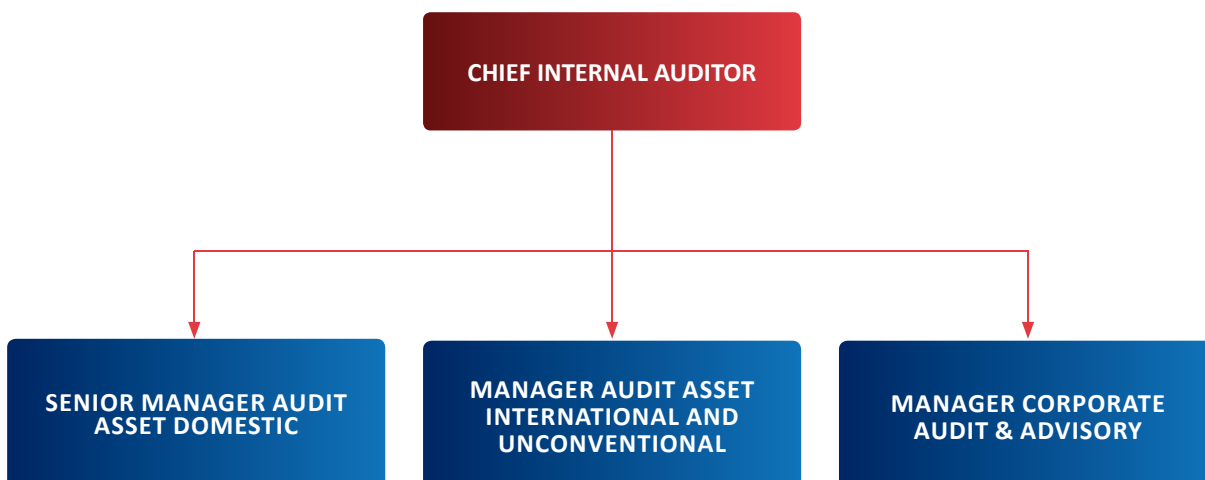 CHIEF INTERNAL AUDITOR
SENIOR MANAGER AUDIT
ASSET DOMESTIC
MANAGER AUDIT ASSET
INTERNATIONAL AND
UNCONVENTIONAL
MANAGER CORPORATE
AUDIT & ADVISORY